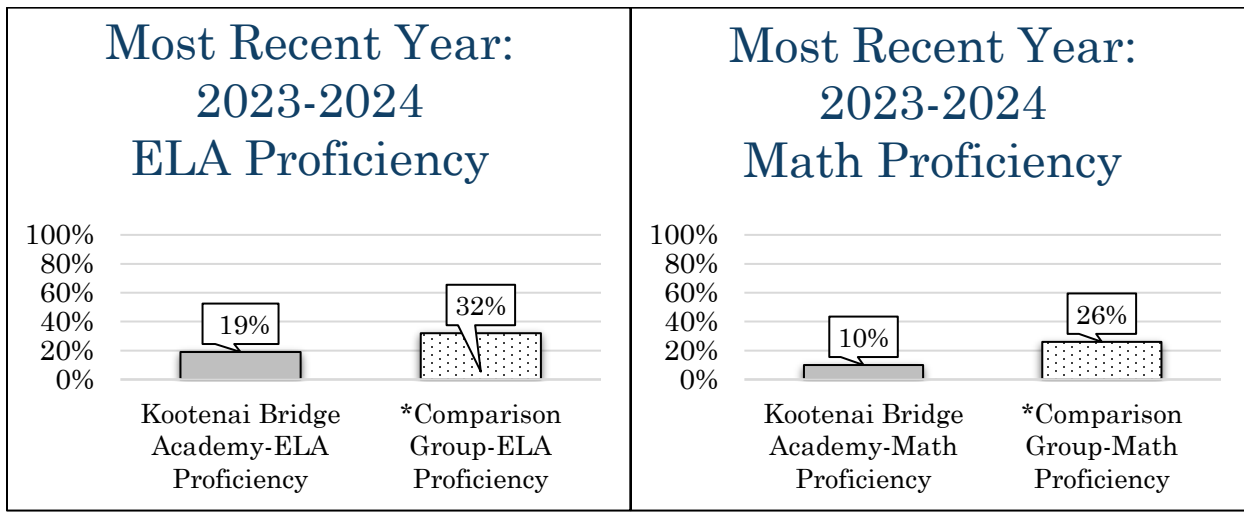 Most Recent Year:
2023-2024
ELA Proficiency
100%
80%
60%
40%
20%
0%
19%
32%
Kootenai Bridge
Academy-ELA
Proficiency
*Comparison
Group-ELA
Proficiency
Most Recent Year:
2023-2024
Math Proficiency
100%
80%
60%
40%
20%
0%
10%
26%
Kootenai Bridge
Academy-Math
Proficiency
*Comparison
Group-Math
Proficiency